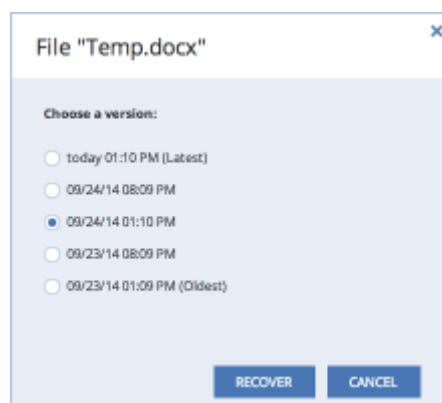 File "Temp.docx"
Choose a version:
today 01:10 PM (Latest)
09/24/14 08:09 PM
09/24/14 01:10 PM
09/23/14 08:09 PM
09/23/14 01:09 PM (Oldest)
RECOVER CANCEL